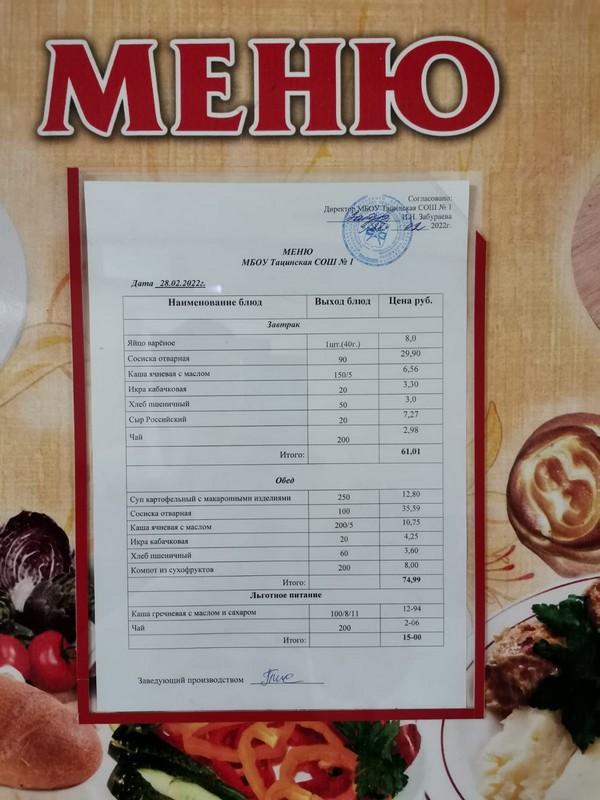 МЕНЮ
Согласовано:
Директор МБОУ Тацинская СОШ № 1
И.Н. Забураева
02 2022г.
МЕНЮ
МБОУ Тацинская СОШ № 1
Дата 28.02.2022г.
Наименование блюд Выход блюд Цена руб.
Завтрак
Яйцо варёное 1шт.(40г.) 8,0
Сосиска отварная 90 29,90
Каша ячневая с маслом 150/5 6,56
Икра кабачковая 20 3,30
Хлеб пшеничный 50 3,0
Сыр Российский 20 7,27
Чай 200 2,98
Итого: 61,01
Обед
Суп картофельный с макаронными изделиями 250 12,80
Сосиска отварная 100 35,59
Каша ячневая с маслом 200/5 10,75
Икра кабачковая 20 4,25
Хлеб пшеничный 60 3,60
Компот из сухофруктов 200 8,00
Итого: 74,99
Льготное питание
Каша гречневая с маслом и сахаром 100/8/11 12-94
Чай 200 2-06
Итого: 15-00
Заведующий производством